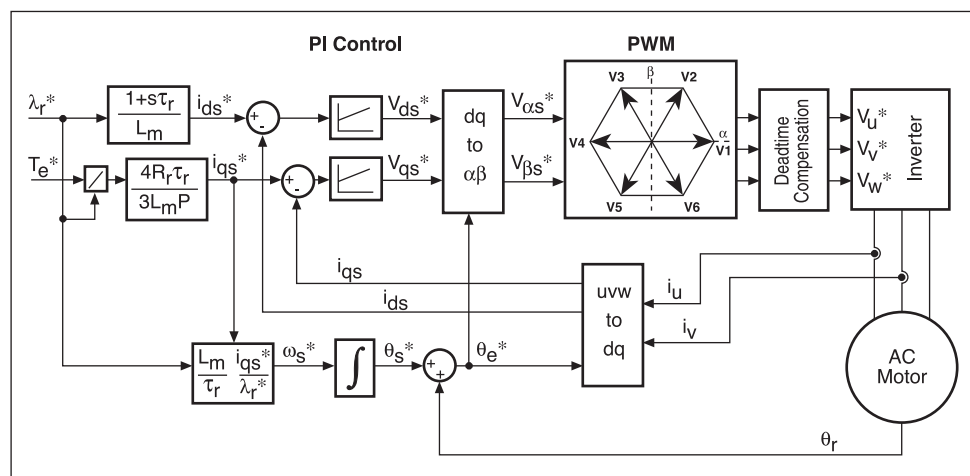 PI Control
PWM
λr*
1+sτr
Lm
ids*
+
-
Vds*
dq
to
αβ
Vαs*
Vβs*
V3
β
V2
V4
α
V1
V5
V6
Deadtime
Compensation
Vu*
Vv*
Vw*
Inverter
Te*
4Rrτr
3LmP
iqs*
+
-
Vqs*
iqs
ids
uvw
to
dq
iu
iv
Lm iqs*
τr λr*
ωs*
∫
θs*
+
+
θe*
AC
Motor
θr